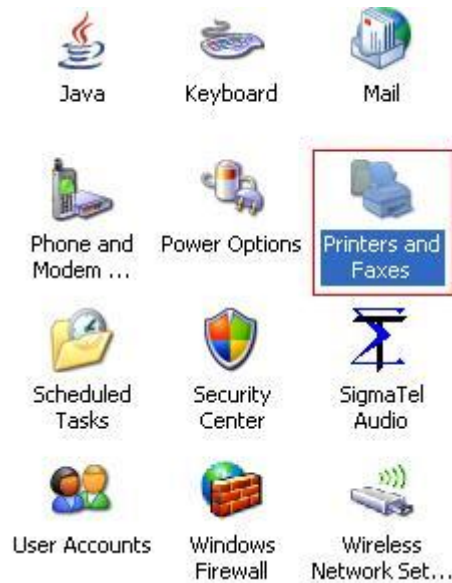 Java
Keyboard
Mail
Phone and
Modem ...
Power Options
Printers and
Faxes
Scheduled
Tasks
Security
Center
SigmaTel
Audio
User Accounts
Windows
Firewall
Wireless
Network Set...